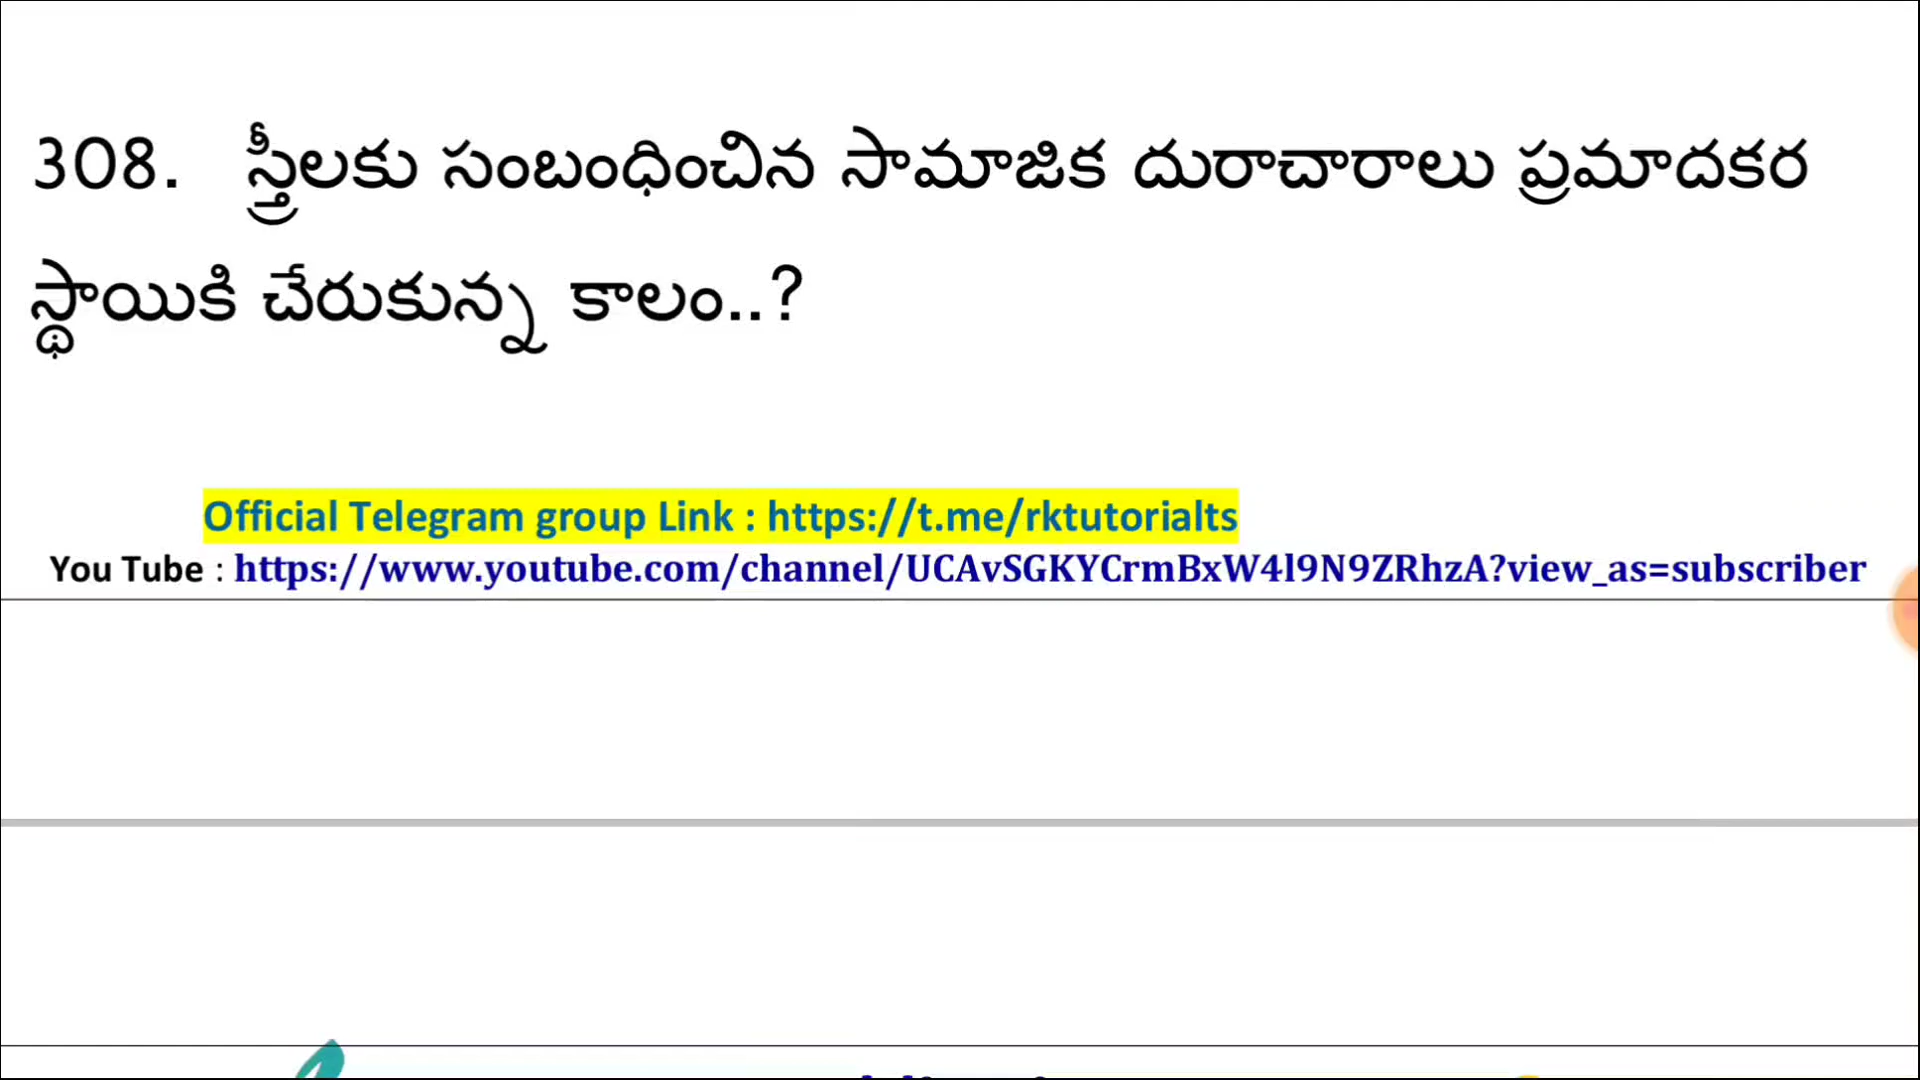 308. స్త్రీలకు సంబంధించిన సామాజిక దురాచారాలు ప్రమాదకర
స్థాయికి చేరుకున్న కాలం..?
Official Telegram group Link : https://t.me/rktutorialts
You Tube : https://www.youtube.com/channel/UCAvSGKYCrmBxW4l9N9ZRhzA?view_as=subscriber